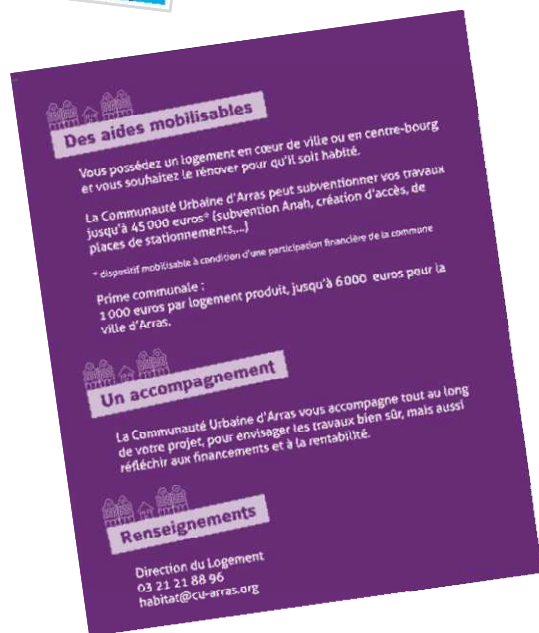 Des aides mobilisables
Vous possédez un logement en cœur de ville ou en centre-bourg
et vous souhaitez le rénover pour qu'il soit habité.
La Communauté Urbaine d'Arras peut subventionner vos travaux
jusqu'à 45 000 euros* (subvention Anah, création d'accès, de
places de stationnements,...)
* dispositif mobilisable à condition d'une participation financière de la commune
Prime communale :
1 000 euros par logement produit, jusqu'à 6 000 euros pour la
ville d'Arras.
Un accompagnement
La Communauté Urbaine d'Arras vous accompagne tout au long
de votre projet, pour envisager les travaux bien sûr, mais aussi
réfléchir aux financements et à la rentabilité.
Renseignements
Direction du Logement
03 21 21 88 96
habitat@cu-arras.org